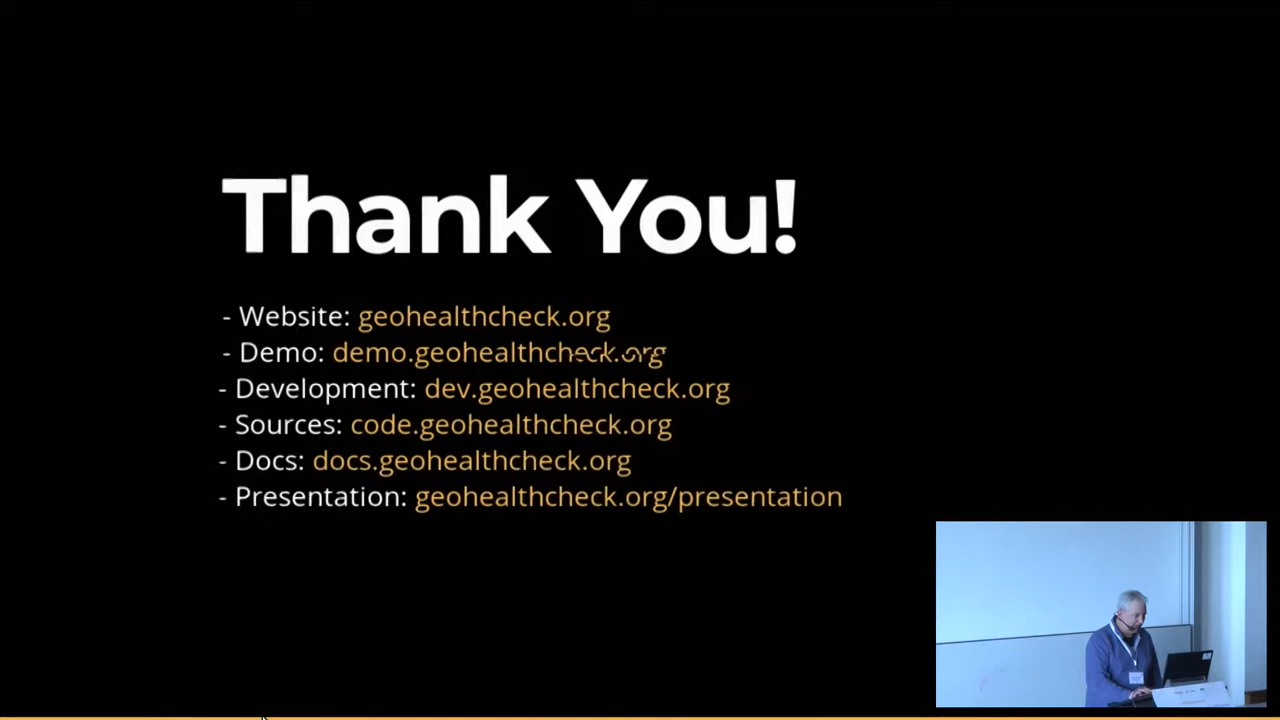 Thank You!
- Website: geohealthcheck.org
- Demo: demo.geohealthcheck.org
- Development: dev.geohealthcheck.org
- Sources: code.geohealthcheck.org
- Docs: docs.geohealthcheck.org
- Presentation: geohealthcheck.org/presentation